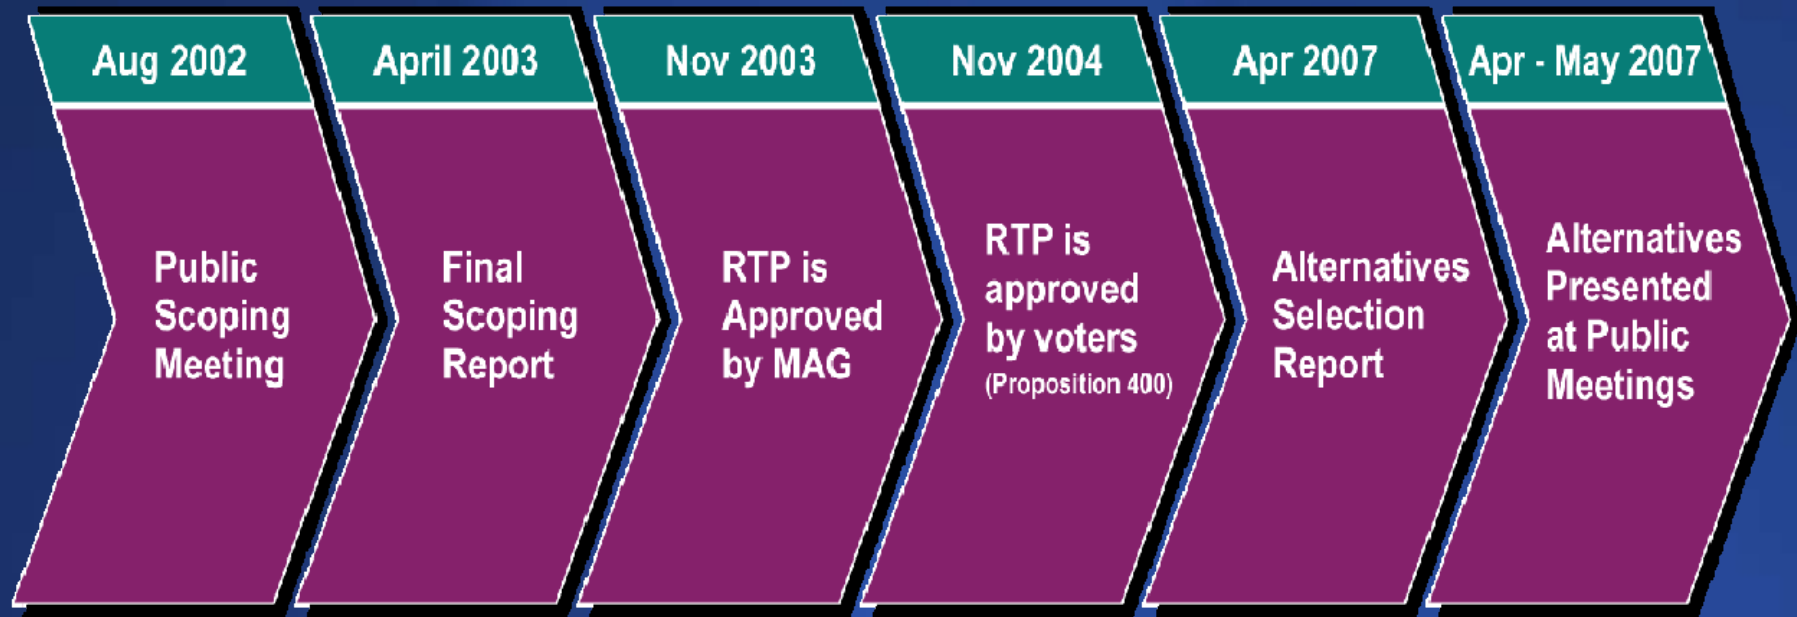 Aug 2002
Public
Scoping
Meeting
April 2003
Final
Scoping
Report
Nov 2003
RTP is
Approved
by MAG
Nov 2004
RTP is
approved
by voters
(Proposition 400)
Apr 2007
Alternatives
Selection
Report
Apr - May 2007
Alternatives
Presented
at Public
Meetings